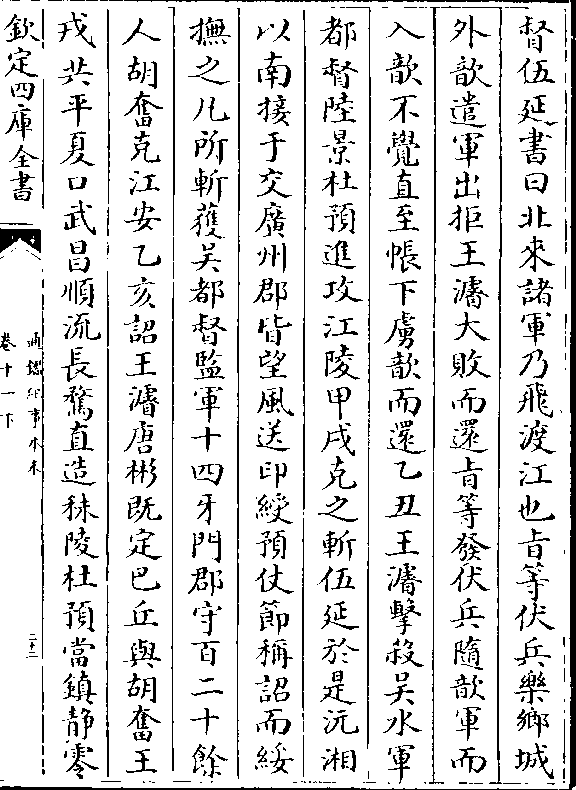 督伍延書曰北來諸軍乃飛渡江也旨等伏兵樂鄉城
外歆遣軍出拒王濬大敗而還旨等發伏兵隨歆軍而
入歆不覺直至帳下虜歆而還乙丑王濬擊殺吳水軍
都督陸景杜預進攻江陵甲戌克之斬伍延於是沅湘
以南接于交廣州郡皆望風送印綬預仗節稱詔而綏
撫之凡所斬獲吳都督監軍十四牙門郡守百二十餘
人胡奮克江安乙亥詔王濬唐彬既定巴丘與胡奮王
戎共平夏口武昌順流長騖直造秣陵杜預當鎮静零
欽定四庫全書
通鑑紀事本末
卷十一下
二十二